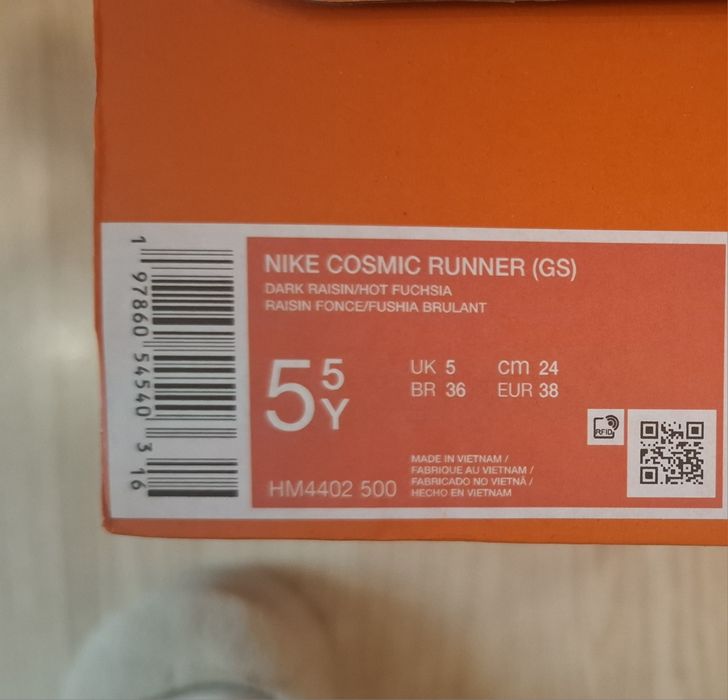 NIKE COSMIC RUNNER (GS)
DARK RAISIN/HOT FUCHSIA
RAISIN FONCE/FUSHIA BRULANT
5 5 Y
UK 5 cm 24
BR 36 EUR 38
RFID
MADE IN VIETNAM /
FABRIQUE AU VIETNAM /
FABRICADO NO VIETNÃ /
HECHO EN VIETNAM
HM4402 500
1 97860 54540 3 16